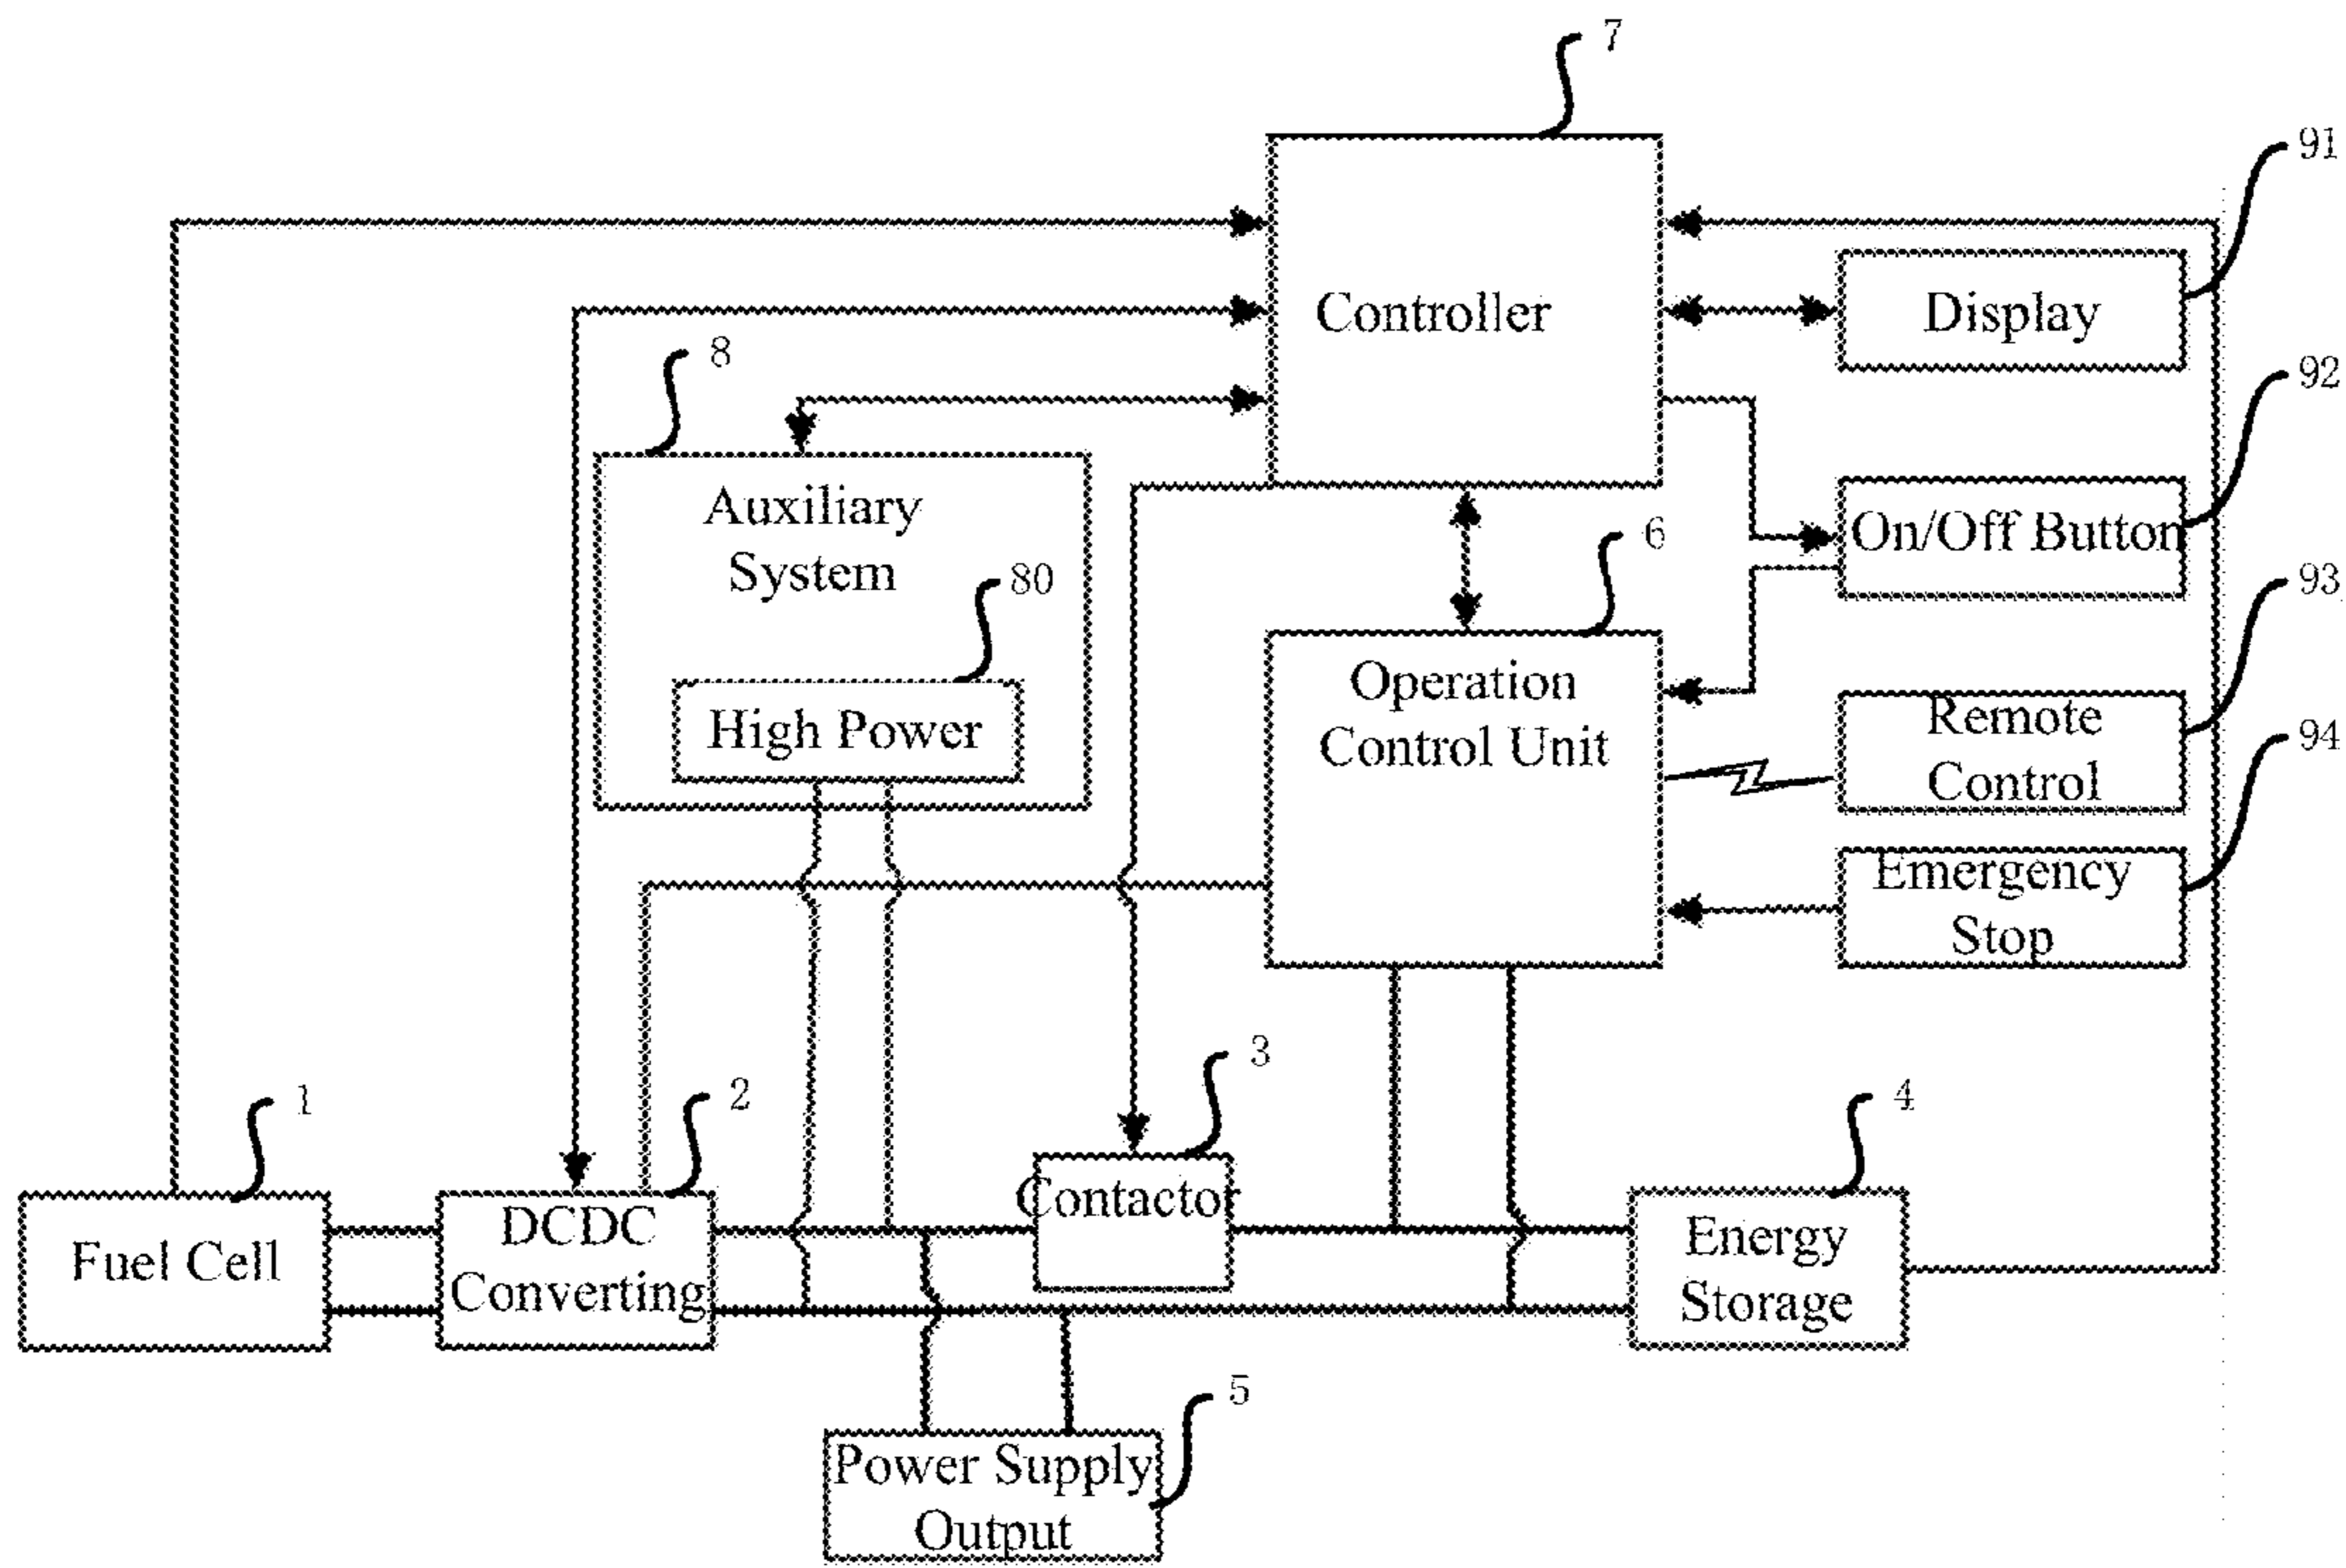 7
91
Controller
Display
8
92
Auxiliary
System
On/Off Button
6
80
93
High Power
Operation
Control Unit
Remote
Control
94
Emergency
Stop
3
1
2
4
Contactor
Fuel Cell
DCDC
Converting
Energy
Storage
5
Power Supply
Output